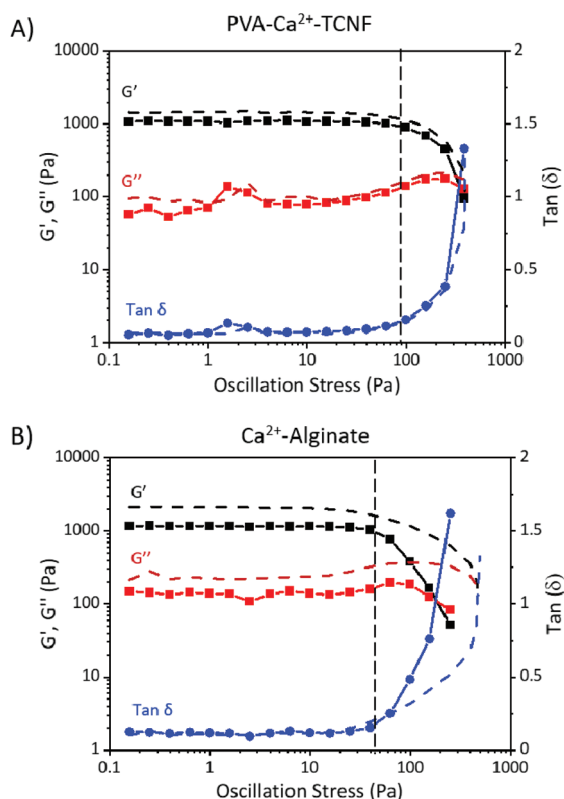 A)
PVA-Ca²⁺-TCNF
10000
1000
100
10
1
G', G'' (Pa)
G'
G''
Tan δ
2
1.5
1
0.5
0
Tan (δ)
0.1
1
10
100
1000
Oscillation Stress (Pa)
B)
Ca²⁺-Alginate
10000
1000
100
10
1
G', G'' (Pa)
G'
G''
Tan δ
2
1.5
1
0.5
0
Tan (δ)
0.1
1
10
100
1000
Oscillation Stress (Pa)